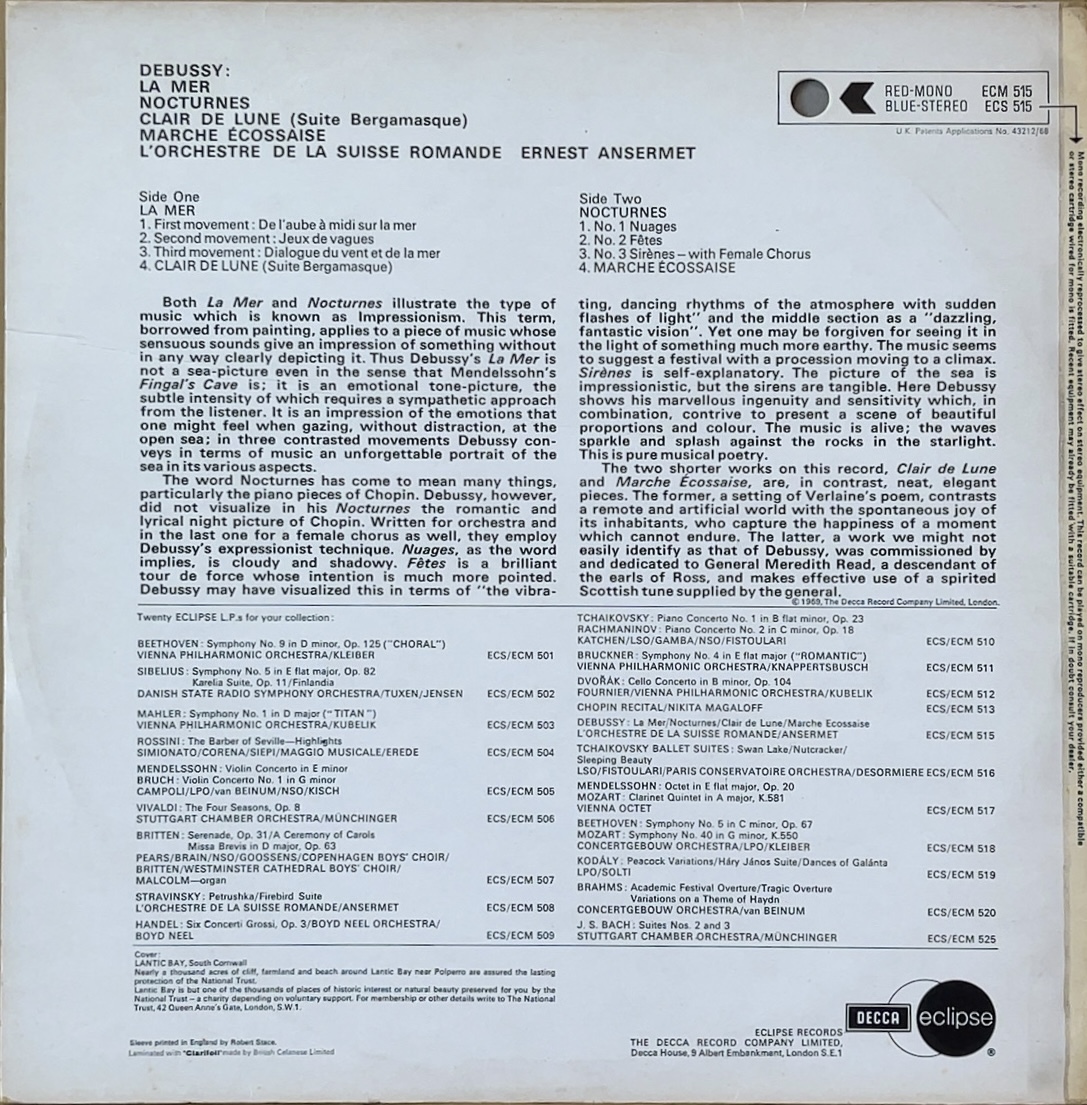 DEBUSSY:
LA MER
NOCTURNES
CLAIR DE LUNE (Suite Bergamasque)
MARCHE ÉCOSSAISE
L'ORCHESTRE DE LA SUISSE ROMANDE ERNEST ANSERMET
RED-MONO ECM 515
BLUE-STEREO ECS 515
U.K. Patents Applications No. 43212/68
Mono recording electronically reprocessed to give stereo effect on stereo equipment. This record can be played on mono reproducers provided either a compatible
or stereo cartridge wired for mono is fitted. Recent equipment may already be fitted with a suitable cartridge. If in doubt consult your dealer.
Side One
LA MER
1. First movement: De l'aube à midi sur la mer
2. Second movement: Jeux de vagues
3. Third movement: Dialogue du vent et de la mer
4. CLAIR DE LUNE (Suite Bergamasque)
Side Two
NOCTURNES
1. No. 1 Nuages
2. No. 2 Fêtes
3. No. 3 Sirènes – with Female Chorus
4. MARCHE ÉCOSSAISE
Both La Mer and Nocturnes illustrate the type of
music which is known as Impressionism. This term,
borrowed from painting, applies to a piece of music whose
sensuous sounds give an impression of something without
in any way clearly depicting it. Thus Debussy's La Mer is
not a sea-picture even in the sense that Mendelssohn's
Fingal's Cave is; it is an emotional tone-picture, the
subtle intensity of which requires a sympathetic approach
from the listener. It is an impression of the emotions that
one might feel when gazing, without distraction, at the
open sea; in three contrasted movements Debussy con-
veys in terms of music an unforgettable portrait of the
sea in its various aspects.
The word Nocturnes has come to mean many things,
particularly the piano pieces of Chopin. Debussy, however,
did not visualize in his Nocturnes the romantic and
lyrical night picture of Chopin. Written for orchestra and
in the last one for a female chorus as well, they employ
Debussy's expressionist technique. Nuages, as the word
implies, is cloudy and shadowy. Fêtes is a brilliant
tour de force whose intention is much more pointed.
Debussy may have visualized this in terms of "the vibra-
ting, dancing rhythms of the atmosphere with sudden
flashes of light" and the middle section as a "dazzling,
fantastic vision". Yet one may be forgiven for seeing it in
the light of something much more earthy. The music seems
to suggest a festival with a procession moving to a climax.
Sirènes is self-explanatory. The picture of the sea is
impressionistic, but the sirens are tangible. Here Debussy
shows his marvellous ingenuity and sensitivity which, in
combination, contrive to present a scene of beautiful
proportions and colour. The music is alive; the waves
sparkle and splash against the rocks in the starlight.
This is pure musical poetry.
The two shorter works on this record, Clair de Lune
and Marche Écossaise, are, in contrast, neat, elegant
pieces. The former, a setting of Verlaine's poem, contrasts
a remote and artificial world with the spontaneous joy of
its inhabitants, who capture the happiness of a moment
which cannot endure. The latter, a work we might not
easily identify as that of Debussy, was commissioned by
and dedicated to General Meredith Read, a descendant of
the earls of Ross, and makes effective use of a spirited
Scottish tune supplied by the general.
© 1969, The Decca Record Company Limited, London.
Twenty ECLIPSE L.P.s for your collection:
BEETHOVEN: Symphony No. 9 in D minor, Op. 125 ("CHORAL")
VIENNA PHILHARMONIC ORCHESTRA/KLEIBER ECS/ECM 501
SIBELIUS: Symphony No. 5 in E flat major, Op. 82
Karelia Suite, Op. 11/Finlandia
DANISH STATE RADIO SYMPHONY ORCHESTRA/TUXEN/JENSEN ECS/ECM 502
MAHLER: Symphony No. 1 in D major ("TITAN")
VIENNA PHILHARMONIC ORCHESTRA/KUBELIK ECS/ECM 503
ROSSINI: The Barber of Seville—Highlights
SIMIONATO/CORENA/SIEPI/MAGGIO MUSICALE/EREDE ECS/ECM 504
MENDELSSOHN: Violin Concerto in E minor
BRUCH: Violin Concerto No. 1 in G minor
CAMPOLI/LPO/van BEINUM/NSO/KISCH ECS/ECM 505
VIVALDI: The Four Seasons, Op. 8
STUTTGART CHAMBER ORCHESTRA/MÜNCHINGER ECS/ECM 506
BRITTEN: Serenade, Op. 31/A Ceremony of Carols
Missa Brevis in D major, Op. 63
PEARS/BRAIN/NSO/GOOSSENS/COPENHAGEN BOYS' CHOIR/
BRITTEN/WESTMINSTER CATHEDRAL BOYS' CHOIR/
MALCOLM—organ ECS/ECM 507
STRAVINSKY: Petrushka/Firebird Suite
L'ORCHESTRE DE LA SUISSE ROMANDE/ANSERMET ECS/ECM 508
HANDEL: Six Concerti Grossi, Op. 3/BOYD NEEL ORCHESTRA/
BOYD NEEL ECS/ECM 509
TCHAIKOVSKY: Piano Concerto No. 1 in B flat minor, Op. 23
RACHMANINOV: Piano Concerto No. 2 in C minor, Op. 18
KATCHEN/LSO/GAMBA/NSO/FISTOULARI ECS/ECM 510
BRUCKNER: Symphony No. 4 in E flat major ("ROMANTIC")
VIENNA PHILHARMONIC ORCHESTRA/KNAPPERTSBUSCH ECS/ECM 511
DVOŘÁK: Cello Concerto in B minor, Op. 104
FOURNIER/VIENNA PHILHARMONIC ORCHESTRA/KUBELIK ECS/ECM 512
CHOPIN RECITAL/NIKITA MAGALOFF ECS/ECM 513
DEBUSSY: La Mer/Nocturnes/Clair de Lune/Marche Ecossaise
L'ORCHESTRE DE LA SUISSE ROMANDE/ANSERMET ECS/ECM 515
TCHAIKOVSKY BALLET SUITES: Swan Lake/Nutcracker/
Sleeping Beauty
LSO/FISTOULARI/PARIS CONSERVATOIRE ORCHESTRA/DESORMIERE ECS/ECM 516
MENDELSSOHN: Octet in E flat major, Op. 20
MOZART: Clarinet Quintet in A major, K.581
VIENNA OCTET ECS/ECM 517
BEETHOVEN: Symphony No. 5 in C minor, Op. 67
MOZART: Symphony No. 40 in G minor, K.550
CONCERTGEBOUW ORCHESTRA/LPO/KLEIBER ECS/ECM 518
KODÁLY: Peacock Variations/Háry János Suite/Dances of Galánta
LPO/SOLTI ECS/ECM 519
BRAHMS: Academic Festival Overture/Tragic Overture
Variations on a Theme of Haydn
CONCERTGEBOUW ORCHESTRA/van BEINUM ECS/ECM 520
J. S. BACH: Suites Nos. 2 and 3
STUTTGART CHAMBER ORCHESTRA/MÜNCHINGER ECS/ECM 525
Cover:
LANTIC BAY, South Cornwall
Nearly a thousand acres of cliff, farmland and beach around Lantic Bay near Polperro are assured the lasting
protection of the National Trust.
Lantic Bay is but one of the thousands of places of historic interest or natural beauty preserved for you by the
National Trust – a charity depending on voluntary support. For membership or other details write to The National
Trust, 42 Queen Anne's Gate, London, S.W.1.
Sleeve printed in England by Robert Stace.
Laminated with "Clarifoil" made by British Celanese Limited
ECLIPSE RECORDS
THE DECCA RECORD COMPANY LIMITED,
Decca House, 9 Albert Embankment, London S.E.1
DECCA eclipse
®